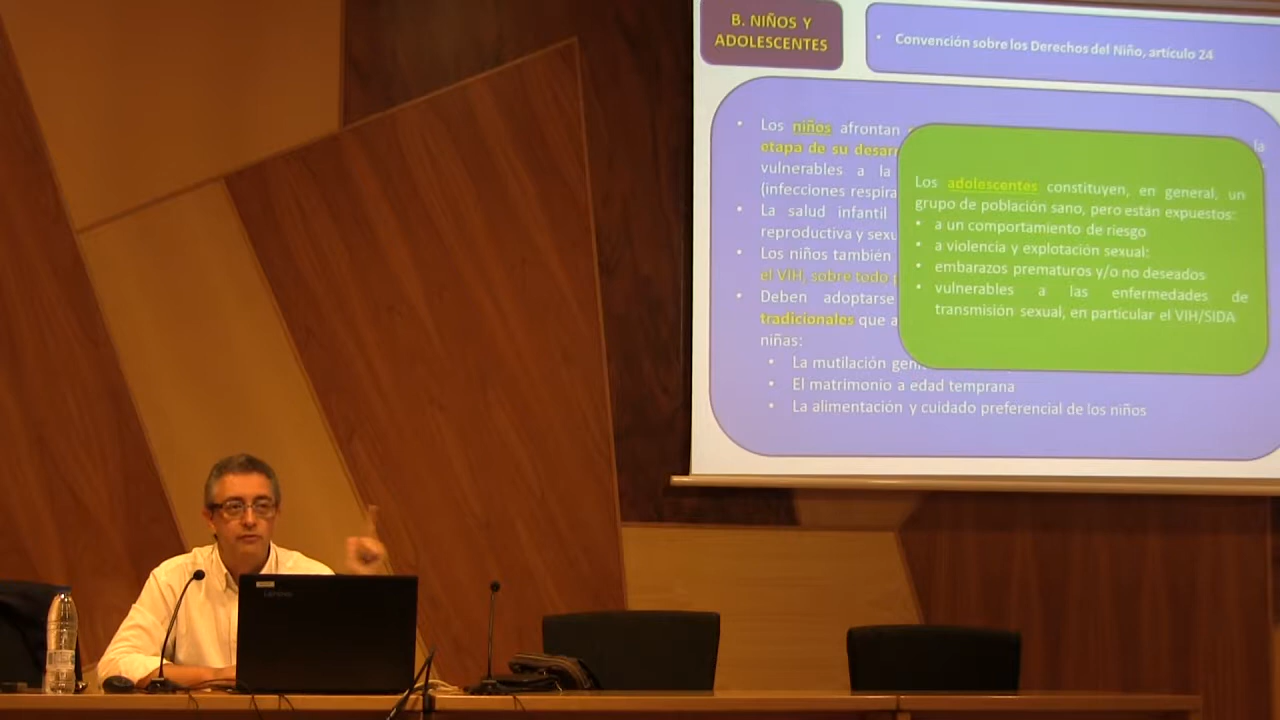 B. NIÑOS Y
ADOLESCENTES
• Convención sobre los Derechos del Niño, artículo 24
• Los niños afrontan
la
etapa de su desarr
vulnerables a la
(infecciones respira
• La salud infantil
reproductiva y sexu
• Los niños también
el VIH, sobre todo
• Deben adoptarse
tradicionales que a
niñas:
• La mutilación geni
• El matrimonio a edad temprana
• La alimentación y cuidado preferencial de los niños
Los adolescentes constituyen, en general, un
grupo de población sano, pero están expuestos:
• a un comportamiento de riesgo
• a violencia y explotación sexual:
• embarazos prematuros y/o no deseados
• vulnerables a las enfermedades de
transmisión sexual, en particular el VIH/SIDA
lenovo